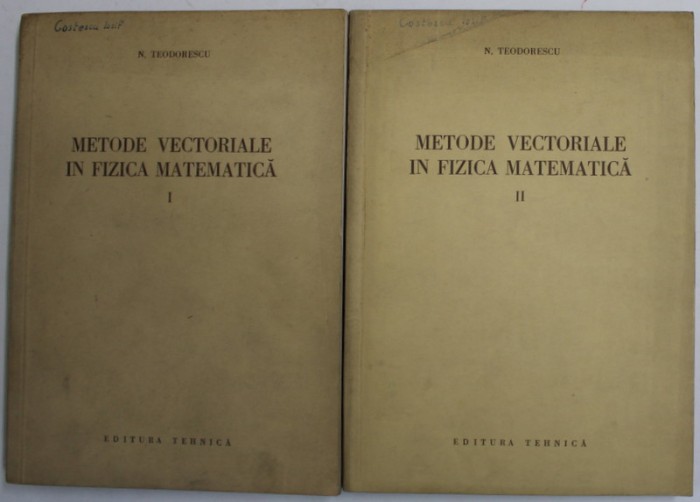 N. TEODORESCU
METODE VECTORIALE
IN FIZICA MATEMATICĂ
I
EDITURA TEHNICĂ
N. TEODORESCU
METODE VECTORIALE
IN FIZICA MATEMATICĂ
II
EDITURA TEHNICĂ